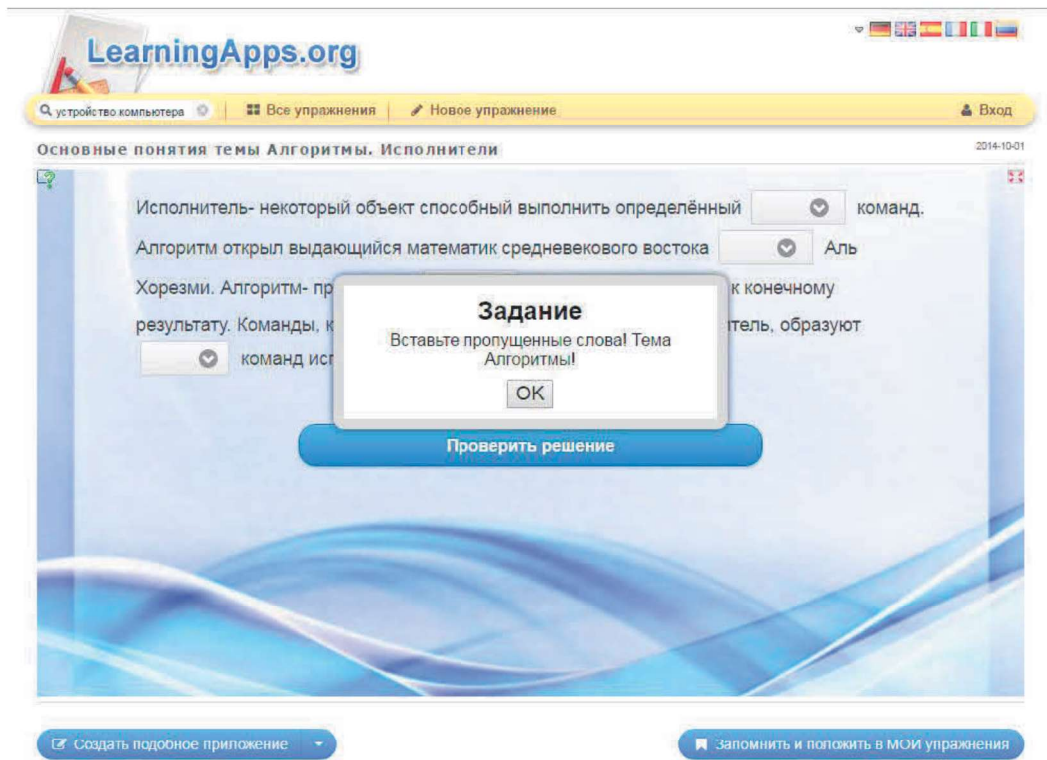 LearningApps.org
устройство компьютера Все упражнения Новое упражнение Вход
Основные понятия темы Алгоритмы. Исполнители 2014-10-01
Исполнитель- некоторый объект способный выполнить определённый команд.
Алгоритм открыл выдающийся математик средневекового востока Аль
Хорезми. Алгоритм- пр к конечному
результату. Команды, к тель, образуют
команд исп
Задание
Вставьте пропущенные слова! Тема
Алгоритмы!
OK
Проверить решение
Создать подобное приложение Запомнить и положить в МОИ упражнения